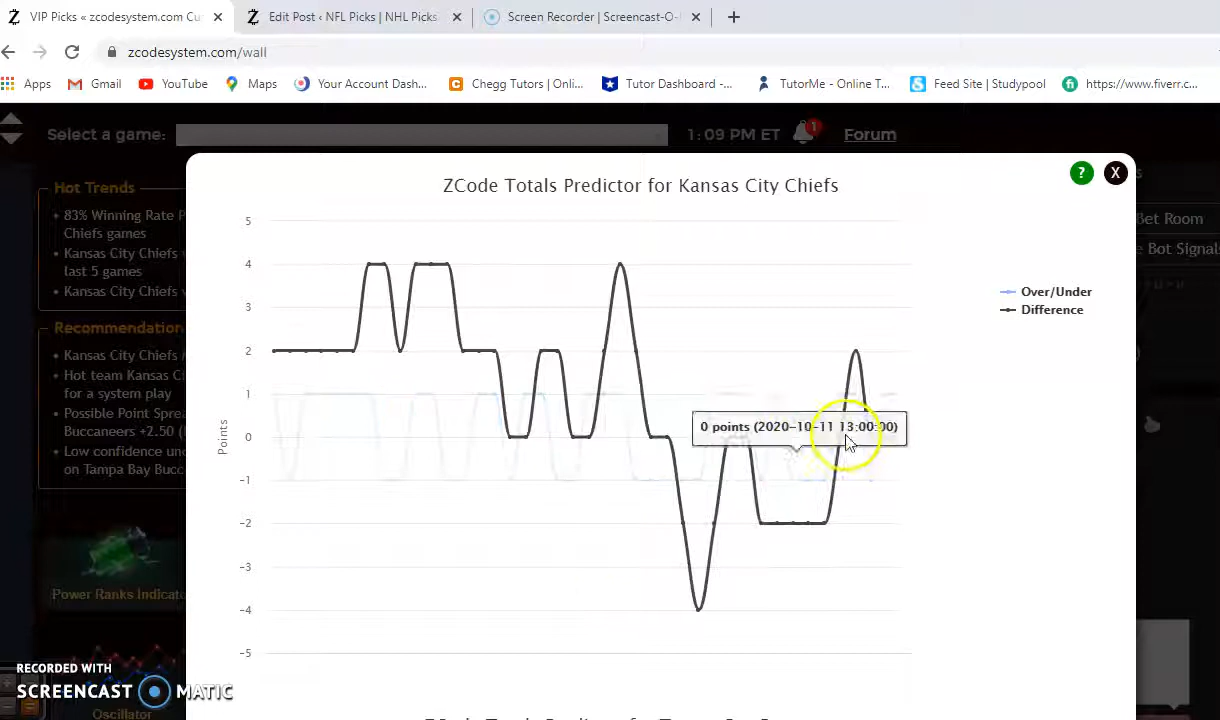 VIP Picks « zcodesystem.com Cu
Edit Post ‹ NFL Picks | NHL Picks
Screen Recorder | Screencast-O-
zcodesystem.com/wall
Apps
Gmail
YouTube
Maps
Your Account Dash...
Chegg Tutors | Onli...
Tutor Dashboard -...
TutorMe - Online T...
Feed Site | Studypool
https://www.fiverr.c...
Select a game:
1:09 PM ET
1
Forum
Hot Trends
83% Winning Rate P
Chiefs games
Kansas City Chiefs
last 5 games
Kansas City Chiefs
Recommendation
Kansas City Chiefs
Hot team Kansas Ci
for a system play
Possible Point Spre
Buccaneers +2.50 (
Low confidence un
on Tampa Bay Bucc
Power Ranks Indicat
Oscillator
Bet Room
e Bot Signals
ZCode Totals Predictor for Kansas City Chiefs
?
X
5
4
3
2
1
0
-1
-2
-3
-4
-5
Points
Over/Under
Difference
0 points (2020-10-11 13:00:00)
RECORDED WITH
SCREENCAST MATIC